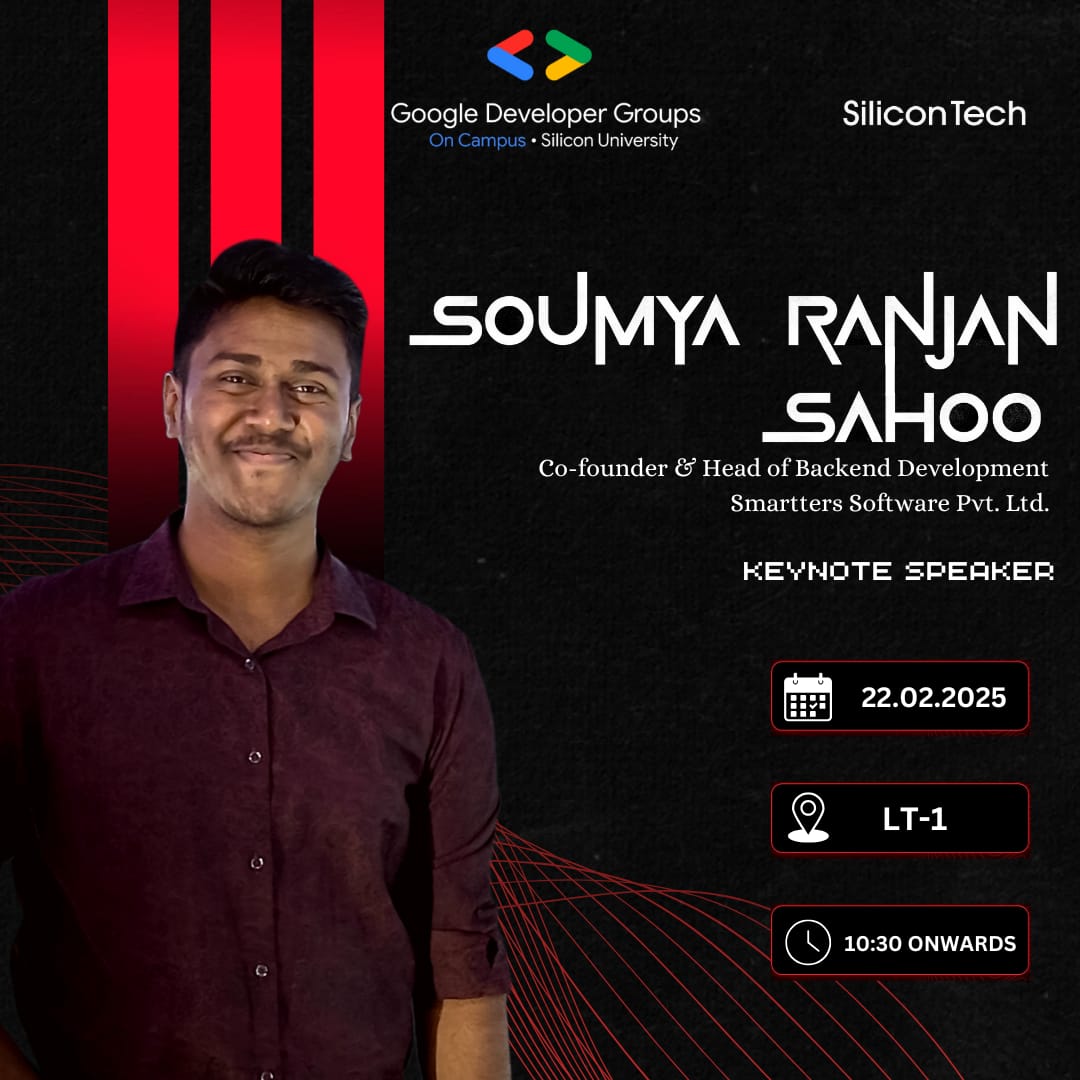 Google Developer Groups
On Campus • Silicon University
SiliconTech
SOUMYA RANJAN
SAHOO
Co-founder & Head of Backend Development
Smartters Software Pvt. Ltd.
KEYNOTE SPEAKER
22.02.2025
LT-1
10:30 ONWARDS